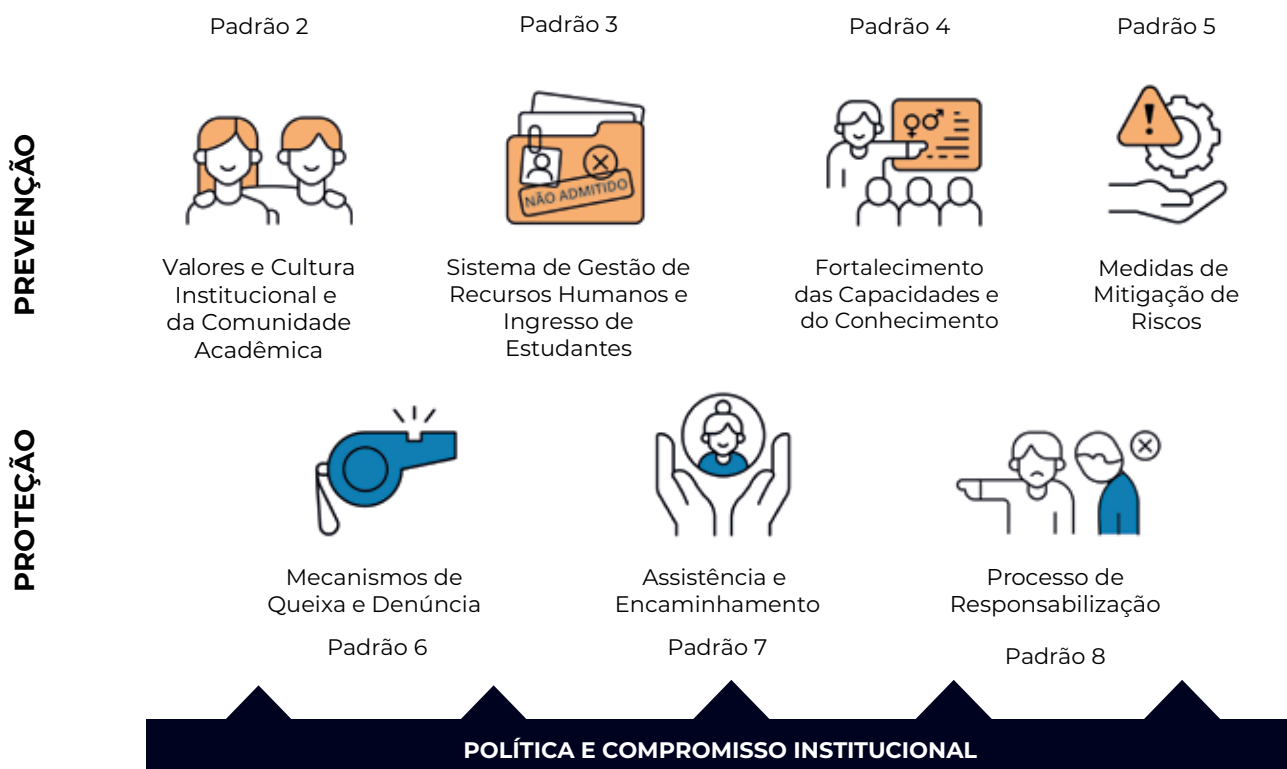 Padrão 2
Padrão 3
Padrão 4
Padrão 5
PREVENÇÃO
NÃO ADMITIDO
Valores e Cultura
Institucional e
da Comunidade
Acadêmica
Sistema de Gestão de
Recursos Humanos e
Ingresso de
Estudantes
Fortalecimento
das Capacidades e
do Conhecimento
Medidas de
Mitigação de
Riscos
PROTEÇÃO
Mecanismos de
Queixa e Denúncia
Padrão 6
Assistência e
Encaminhamento
Padrão 7
Processo de
Responsabilização
Padrão 8
POLÍTICA E COMPROMISSO INSTITUCIONAL